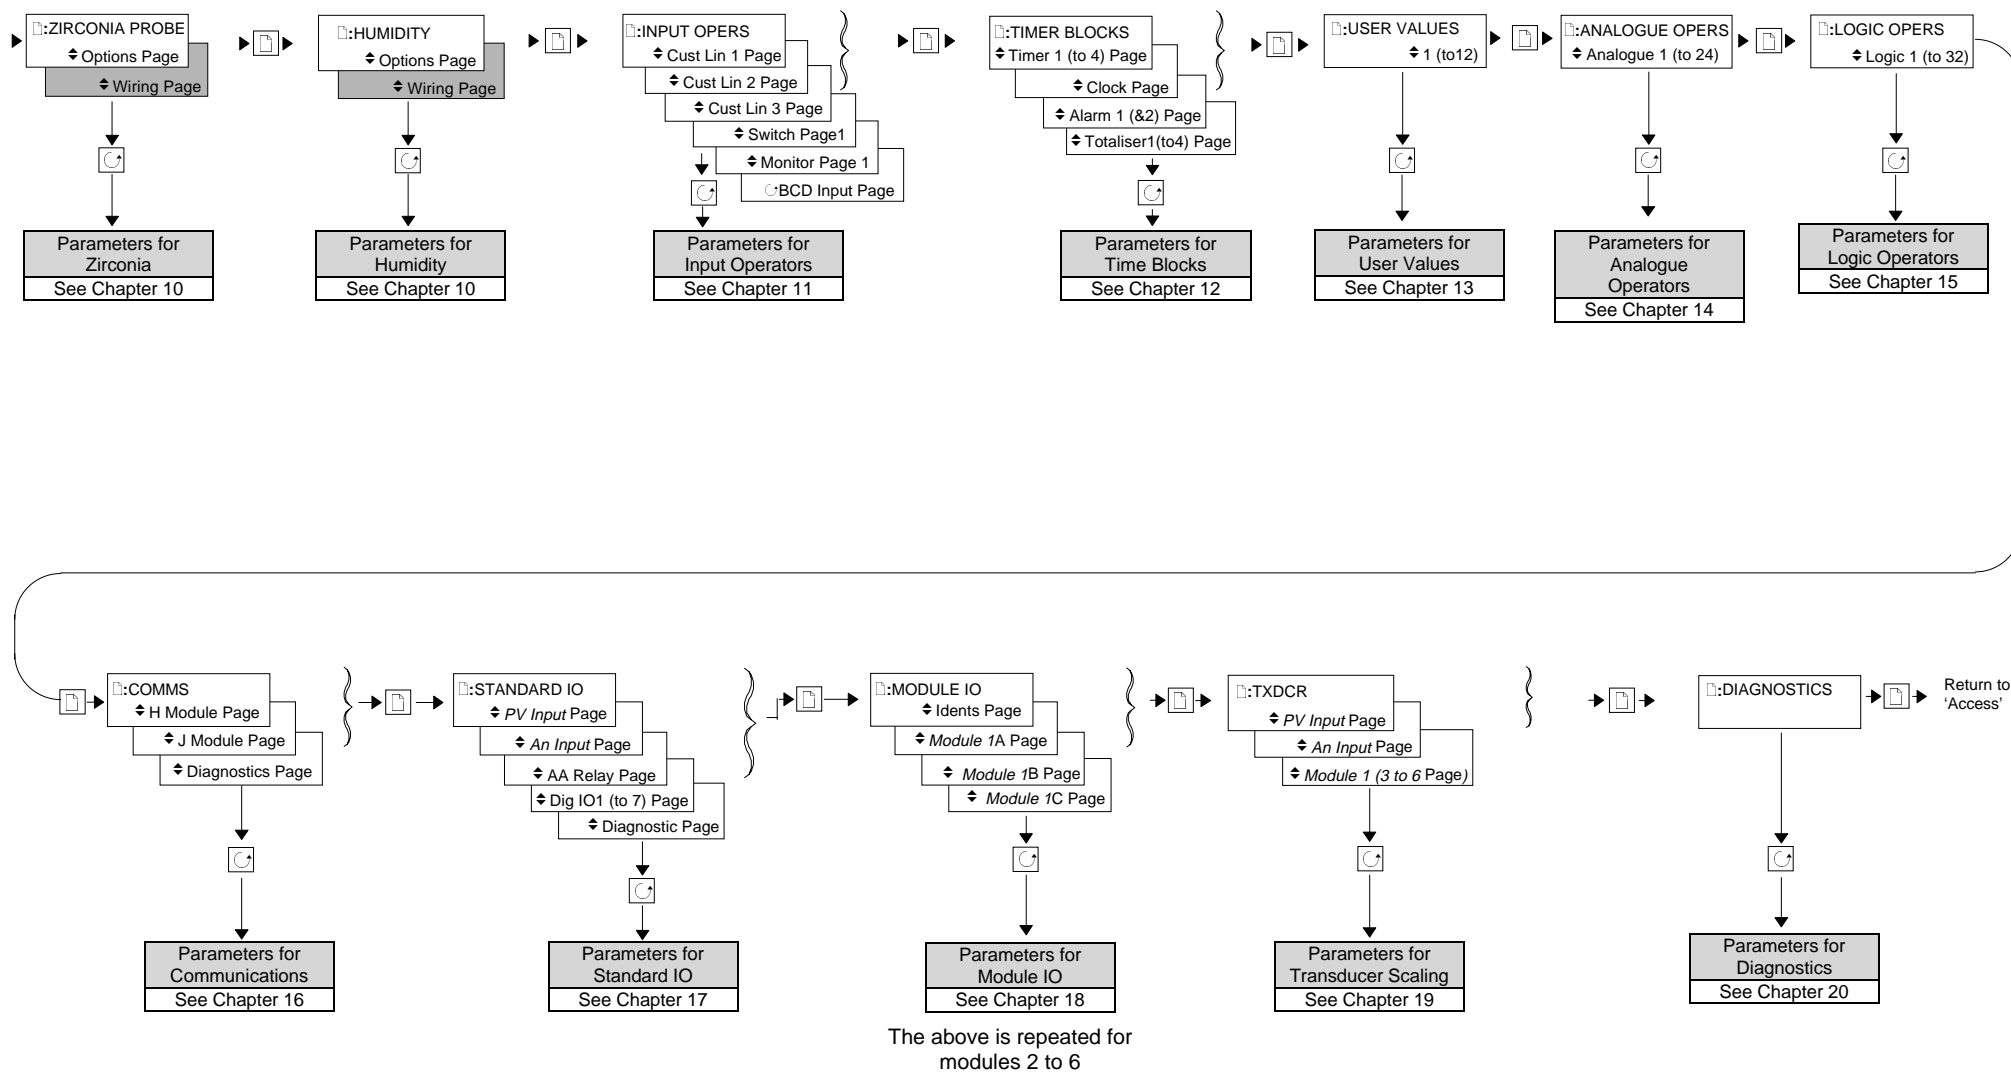 :ZIRCONIA PROBE
Options Page
Wiring Page
Parameters for
Zirconia
See Chapter 10
:HUMIDITY
Options Page
Wiring Page
Parameters for
Humidity
See Chapter 10
:INPUT OPERS
Cust Lin 1 Page
Cust Lin 2 Page
Cust Lin 3 Page
Switch Page1
Monitor Page 1
BCD Input Page
Parameters for
Input Operators
See Chapter 11
:TIMER BLOCKS
Timer 1 (to 4) Page
Clock Page
Alarm 1 (&2) Page
Totaliser1(to4) Page
Parameters for
Time Blocks
See Chapter 12
:USER VALUES
1 (to12)
Parameters for
User Values
See Chapter 13
:ANALOGUE OPERS
Analogue 1 (to 24)
Parameters for
Analogue
Operators
See Chapter 14
:LOGIC OPERS
Logic 1 (to 32)
Parameters for
Logic Operators
See Chapter 15
:COMMS
H Module Page
J Module Page
Diagnostics Page
Parameters for
Communications
See Chapter 16
:STANDARD IO
PV Input Page
An Input Page
AA Relay Page
Dig IO1 (to 7) Page
Diagnostic Page
Parameters for
Standard IO
See Chapter 17
:MODULE IO
Idents Page
Module 1A Page
Module 1B Page
Module 1C Page
Parameters for
Module IO
See Chapter 18
The above is repeated for
modules 2 to 6
:TXDCR
PV Input Page
An Input Page
Module 1 (3 to 6 Page)
Parameters for
Transducer Scaling
See Chapter 19
:DIAGNOSTICS
Parameters for
Diagnostics
See Chapter 20
Return to
‘Access’